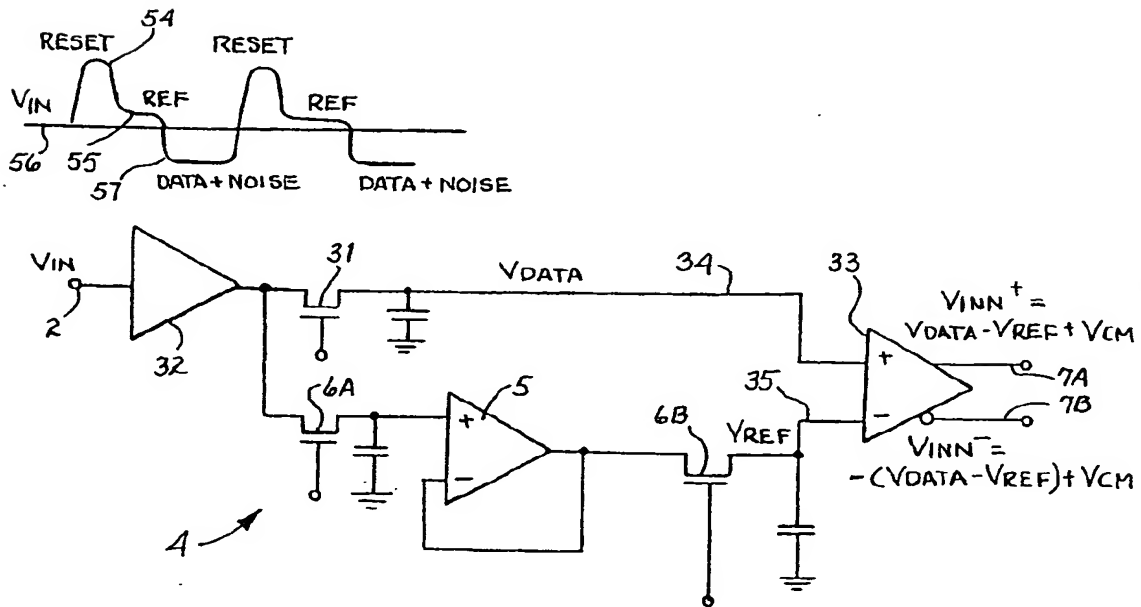 54
RESET RESET
VIN REF REF
56 55
57 DATA + NOISE DATA + NOISE
VIN 31 VDATA 34 33
VINN+ =
VDATA - VREF + VCM
2 32
+
6A 5 6B VREF 35 7A
+ - 7B
-
VINN- =
-(VDATA - VREF) + VCM
4